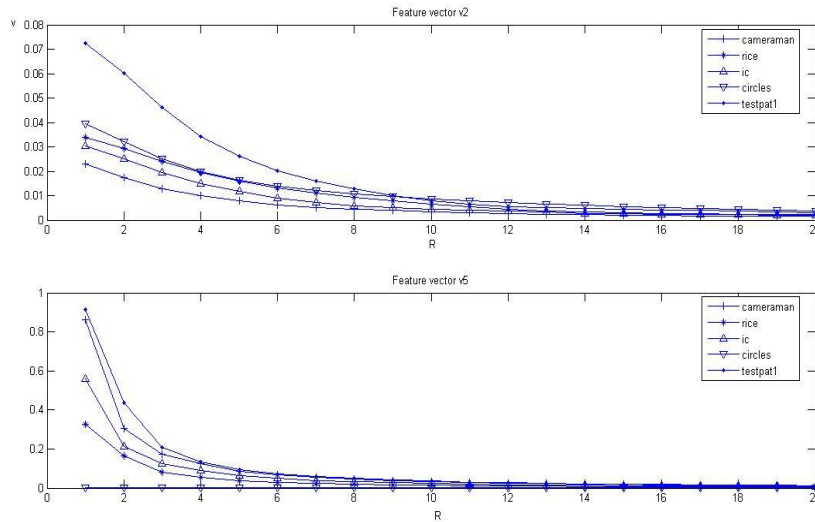 Feature vector v2
v
0.08
0.07
0.06
0.05
0.04
0.03
0.02
0.01
0
cameraman
rice
ic
circles
testpat1
0 2 4 6 8 10 12 14 16 18 20
R
Feature vector v5
1
0.8
0.6
0.4
0.2
0
cameraman
rice
ic
circles
testpat1
0 2 4 6 8 10 12 14 16 18 20
R